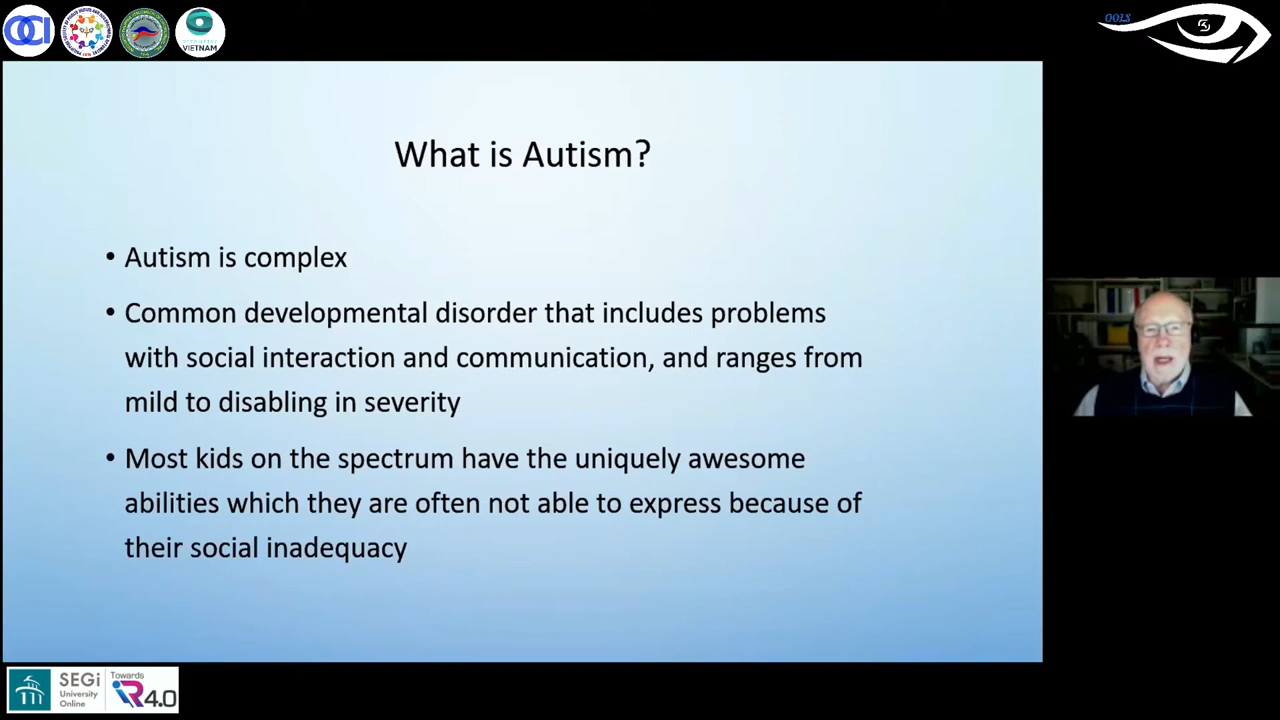 OCI
VIETNAM
OOLS
What is Autism?
• Autism is complex
• Common developmental disorder that includes problems
with social interaction and communication, and ranges from
mild to disabling in severity
• Most kids on the spectrum have the uniquely awesome
abilities which they are often not able to express because of
their social inadequacy
SEGi
University
Online
Towards
iR4.0